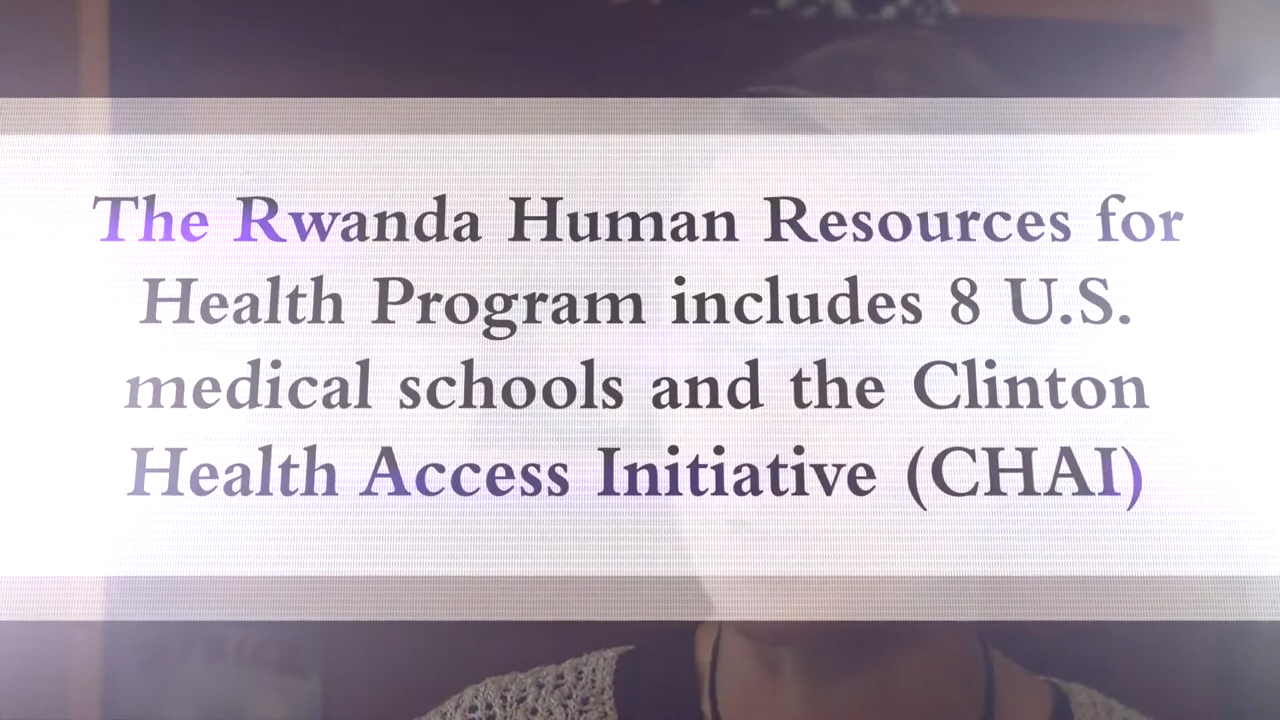 The Rwanda Human Resources for
Health Program includes 8 U.S.
medical schools and the Clinton
Health Access Initiative (CHAI)